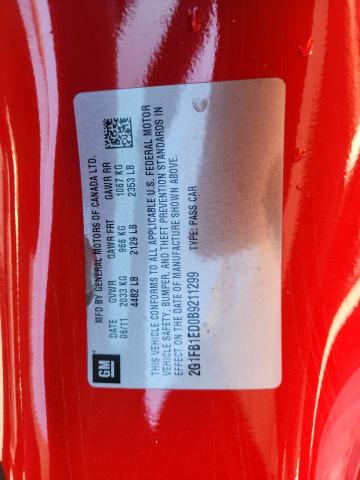 GM
MFD BY GENERAL MOTORS OF CANADA LTD.
DATE GVWR GAWR FRT GAWR RR
06/11 2033 KG 966 KG 1067 KG
4482 LB 2129 LB 2353 LB
THIS VEHICLE CONFORMS TO ALL APPLICABLE U.S. FEDERAL MOTOR
VEHICLE SAFETY, BUMPER, AND THEFT PREVENTION STANDARDS IN
EFFECT ON THE DATE OF MANUFACTURE SHOWN ABOVE.
2G1FB1EDDB9211299 TYPE: PASS CAR